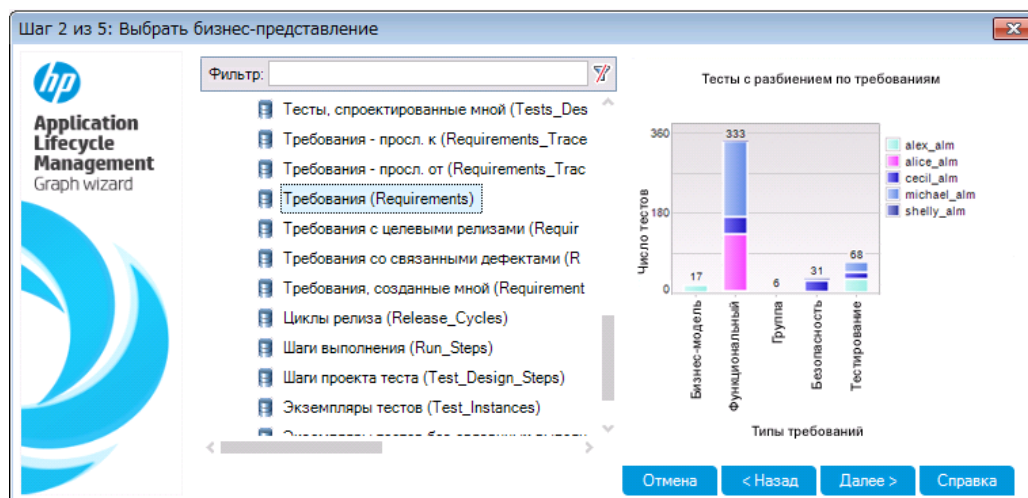 Шаг 2 из 5: Выбрать бизнес-представление
hp
Application
Lifecycle
Management
Graph wizard
Фильтр:
Тесты, спроектированные мной (Tests_Des
Требования - просл. к (Requirements_Trace
Требования - просл. от (Requirements_Trac
Требования (Requirements)
Требования с целевыми релизами (Requir
Требования со связанными дефектами (R
Требования, созданные мной (Requirement
Циклы релиза (Release_Cycles)
Шаги выполнения (Run_Steps)
Шаги проекта теста (Test_Design_Steps)
Экземпляры тестов (Test_Instances)
Тесты с разбиением по требованиям
Число тестов
360
180
0
17
333
6
31
68
Бизнес-модель
Функциональный
Группа
Безопасность
Тестирование
Типы требований
alex_alm
alice_alm
cecil_alm
michael_alm
shelly_alm
Отмена
< Назад
Далее >
Справка